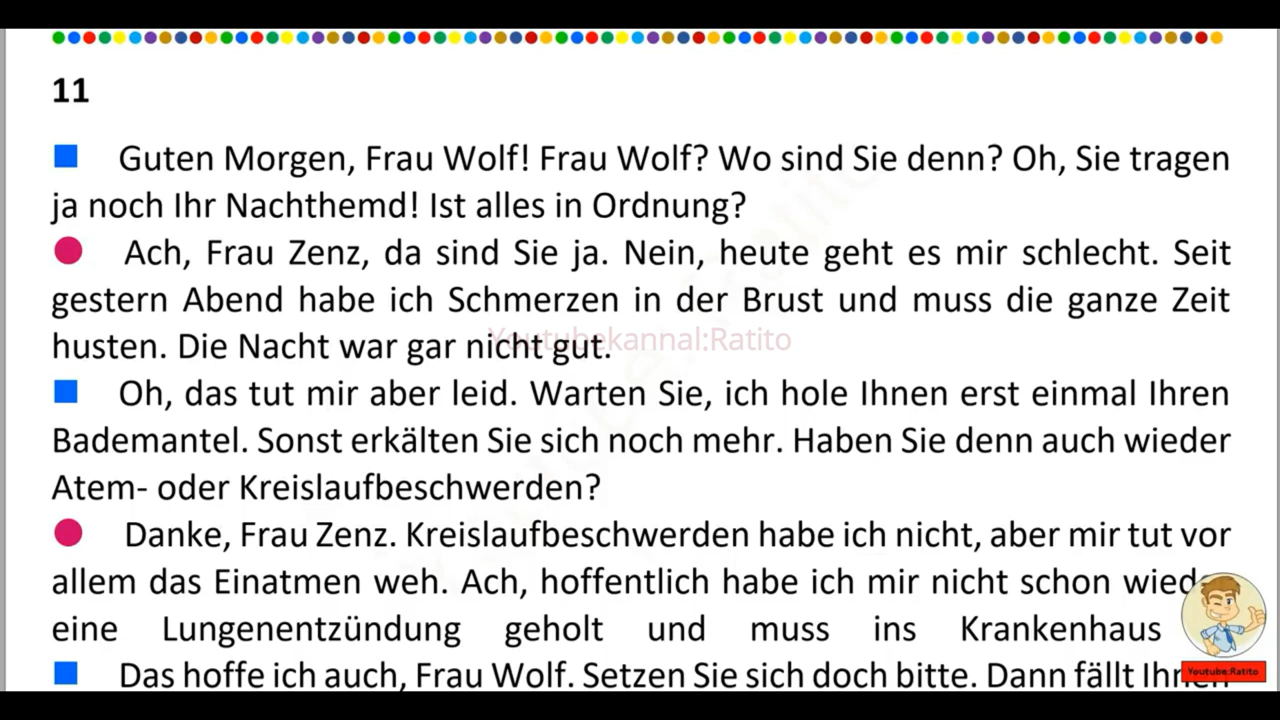 11
Guten Morgen, Frau Wolf! Frau Wolf? Wo sind Sie denn? Oh, Sie tragen
ja noch Ihr Nachthemd! Ist alles in Ordnung?
Ach, Frau Zenz, da sind Sie ja. Nein, heute geht es mir schlecht. Seit
gestern Abend habe ich Schmerzen in der Brust und muss die ganze Zeit
husten. Die Nacht war gar nicht gut.
Youtubekannal:Ratito
Oh, das tut mir aber leid. Warten Sie, ich hole Ihnen erst einmal Ihren
Bademantel. Sonst erkälten Sie sich noch mehr. Haben Sie denn auch wieder
Atem- oder Kreislaufbeschwerden?
Danke, Frau Zenz. Kreislaufbeschwerden habe ich nicht, aber mir tut vor
allem das Einatmen weh. Ach, hoffentlich habe ich mir nicht schon
eine Lungenentzündung geholt und muss ins Krankenhaus
Das hoffe ich auch, Frau Wolf. Setzen Sie sich doch bitte. Dann fällt
Youtube:Ratito